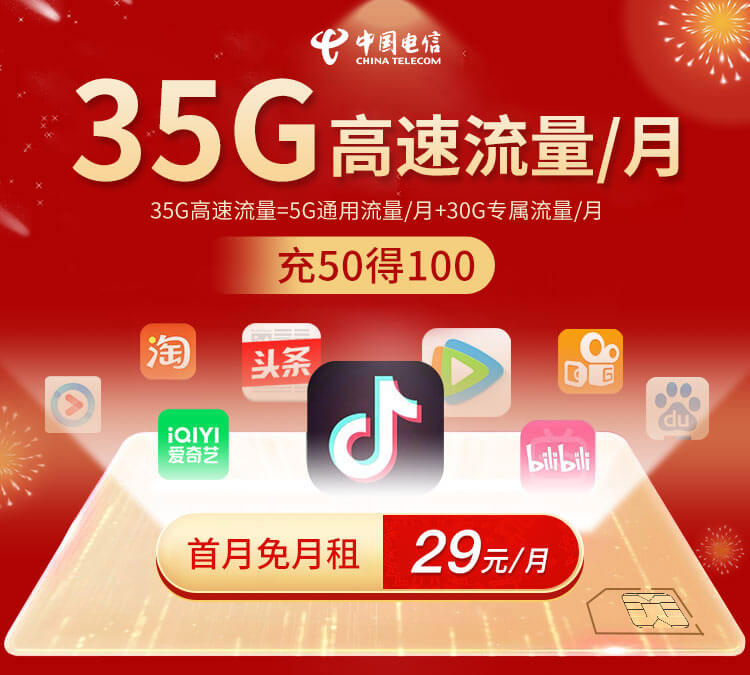 中国电信
CHINA TELECOM
35G高速流量/月
35G高速流量=5G通用流量/月+30G专属流量/月
充50得100
淘
头条
iQIYI
爱奇艺
bilibili
du
首月免月租 29元/月